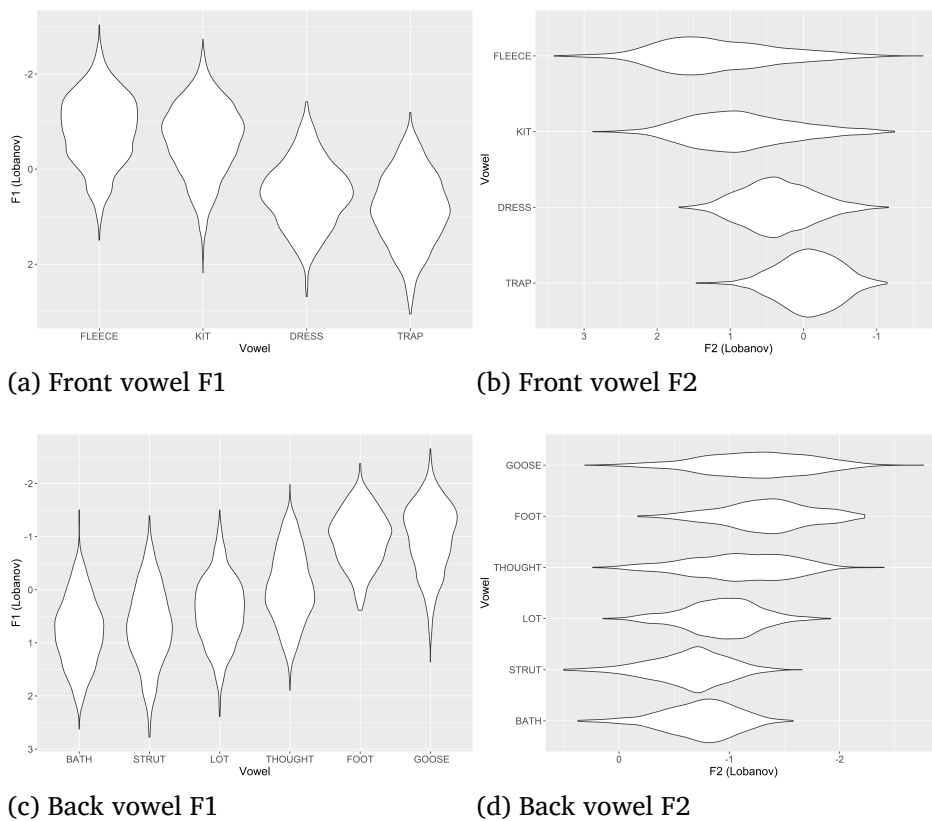 -2
0
2
F1 (Lobanov)
FLEECE KIT DRESS TRAP
Vowel
(a) Front vowel F1
FLEECE
KIT
DRESS
TRAP
Vowel
3 2 1 0 -1
F2 (Lobanov)
(b) Front vowel F2
-2
-1
0
1
2
3
F1 (Lobanov)
BATH STRUT LOT THOUGHT FOOT GOOSE
Vowel
(c) Back vowel F1
GOOSE
FOOT
THOUGHT
LOT
STRUT
BATH
Vowel
0 -1 -2
F2 (Lobanov)
(d) Back vowel F2